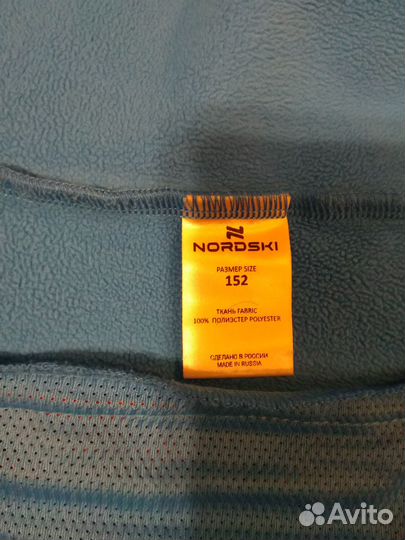 NORDSKI
РАЗМЕР SIZE
152
ТКАНЬ FABRIC
100% ПОЛИЭСТЕР POLYESTER
СДЕЛАНО В РОССИИ
MADE IN RUSSIA
Avito